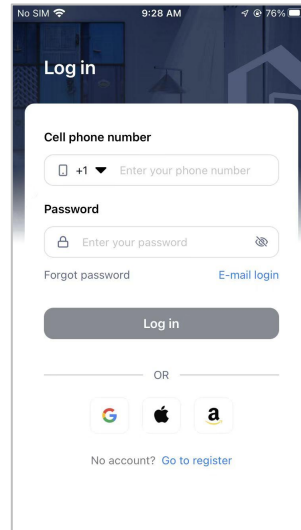 No SIM 9:28 AM 76%
Log in
Cell phone number
+1 Enter your phone number
Password
Enter your password
Forgot password E-mail login
Log in
OR
G a
No account? Go to register